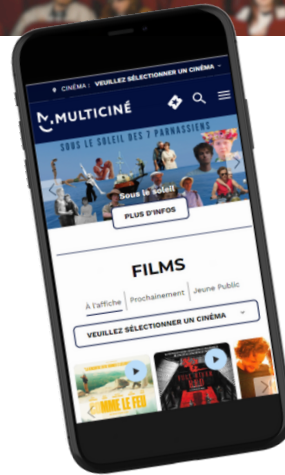 CINÉMA : VEUILLEZ SÉLECTIONNER UN CINÉMA
MULTICINÉ
SOUS LE SOLEIL DES 7 PARNASSIENS
Sous le soleil
PLUS D'INFOS
FILMS
À l'affiche Prochainement Jeune Public
VEUILLEZ SÉLECTIONNER UN CINÉMA
MME LE FEU